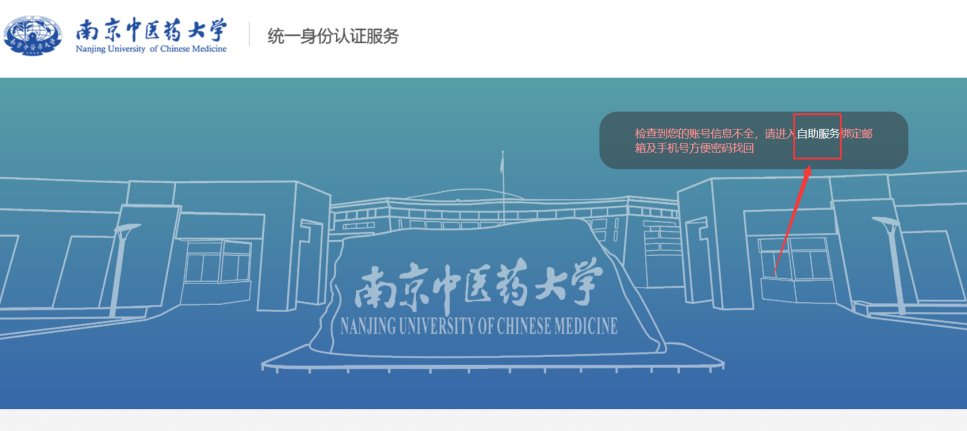 南京中医药大学
Nanjing University of Chinese Medicine
统一身份认证服务
检查到您的账号信息不全，请进入自助服务绑定邮
箱及手机号方便密码找回
南京中医药大学
NANJING UNIVERSITY OF CHINESE MEDICINE